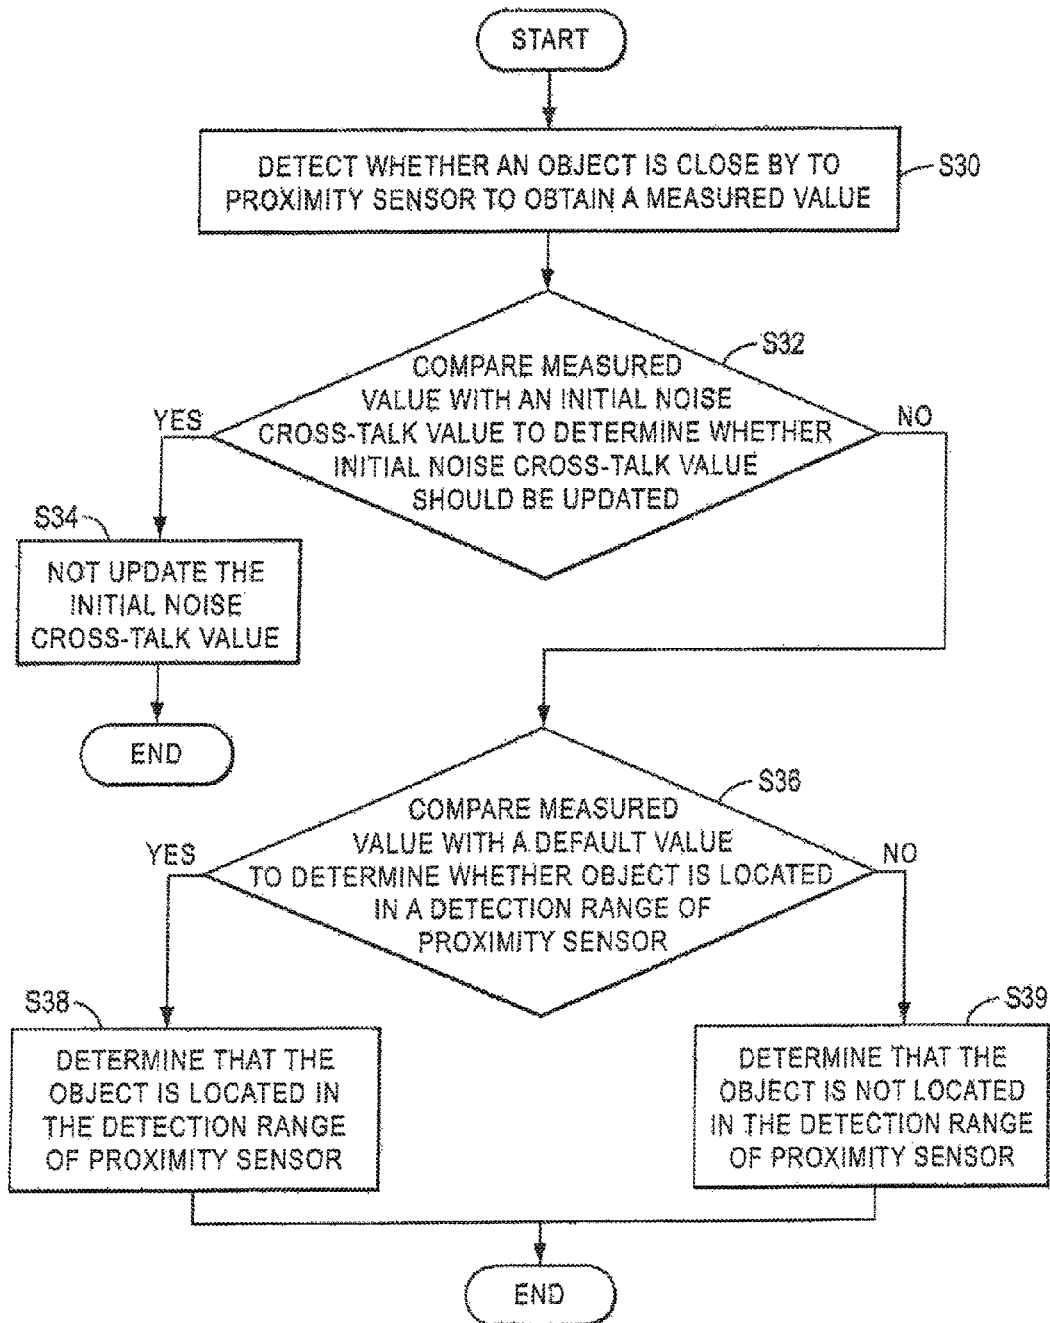 START
DETECT WHETHER AN OBJECT IS CLOSE BY TO
PROXIMITY SENSOR TO OBTAIN A MEASURED VALUE
S30
COMPARE MEASURED
VALUE WITH AN INITIAL NOISE
CROSS-TALK VALUE TO DETERMINE WHETHER
INITIAL NOISE CROSS-TALK VALUE
SHOULD BE UPDATED
S32
YES
NO
S34
NOT UPDATE THE
INITIAL NOISE
CROSS-TALK VALUE
END
COMPARE MEASURED
VALUE WITH A DEFAULT VALUE
TO DETERMINE WHETHER OBJECT IS LOCATED
IN A DETECTION RANGE OF
PROXIMITY SENSOR
S36
YES
NO
S38
DETERMINE THAT THE
OBJECT IS LOCATED IN
THE DETECTION RANGE
OF PROXIMITY SENSOR
S39
DETERMINE THAT THE
OBJECT IS NOT LOCATED
IN THE DETECTION RANGE
OF PROXIMITY SENSOR
END